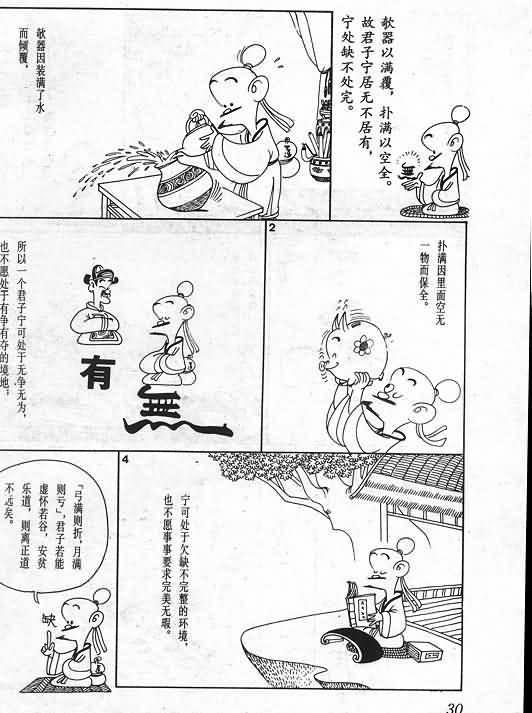 欹器以满覆，扑满以空全。
故君子宁居无不居有，
宁处缺不处完。
欹器因装满了水
而倾覆，
2
扑满因里面空无
一物而保全。
所以一个君子宁可处于无争无为，
也不愿处于有争有夺的境地；
有
無
4
宁可处于欠缺不完整的环境，
也不愿事事要求完美无瑕。
「弓满则折，月满
则亏」，君子若能
虚怀若谷，安贫
乐道，则离正道
不远矣。
缺
30